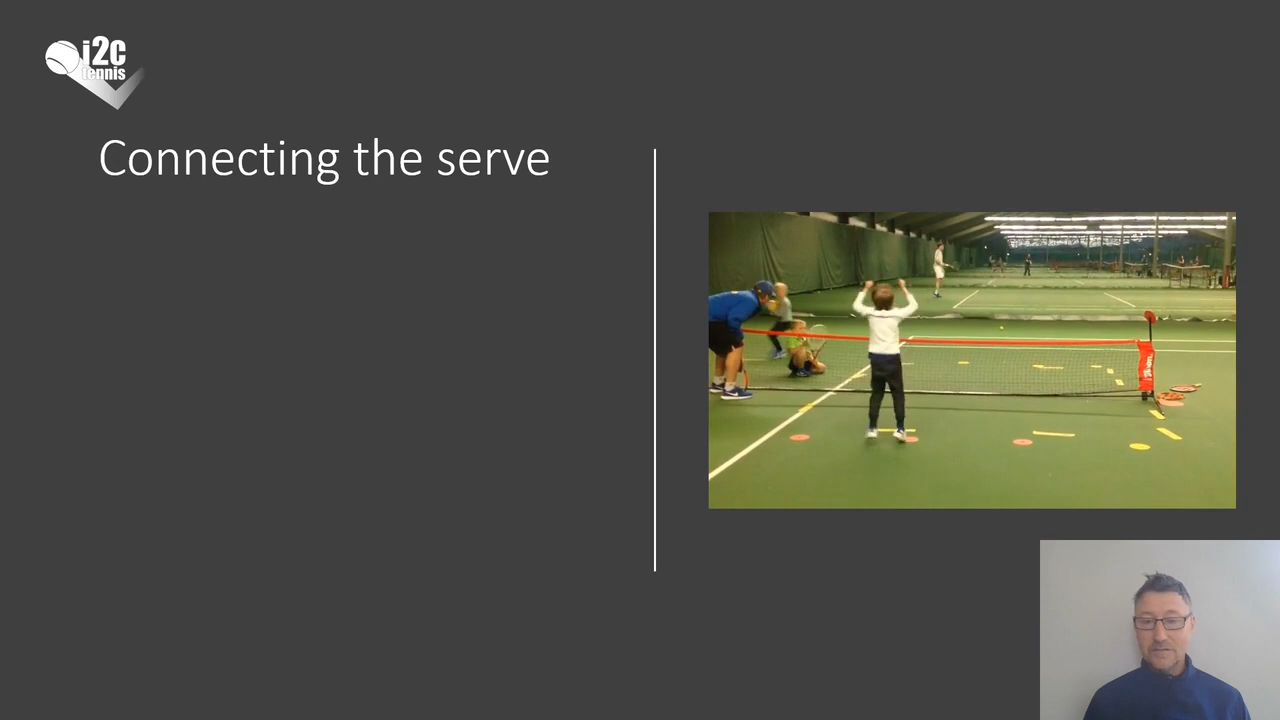 i2c
tennis
Connecting the serve